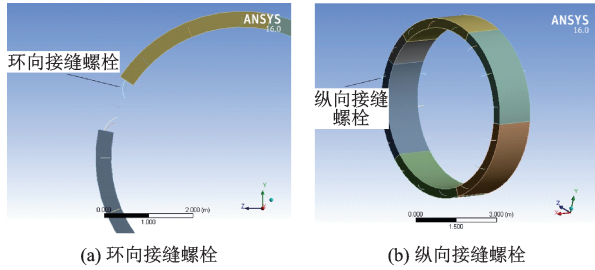 ANSYS
16.0
环向接缝螺栓
0.000
2.000 (m)
1.000
Y
Z
(a) 环向接缝螺栓
ANSYS
16.0
纵向接缝
螺栓
0.000
3.000 (m)
1.500
Y
Z
X
(b) 纵向接缝螺栓